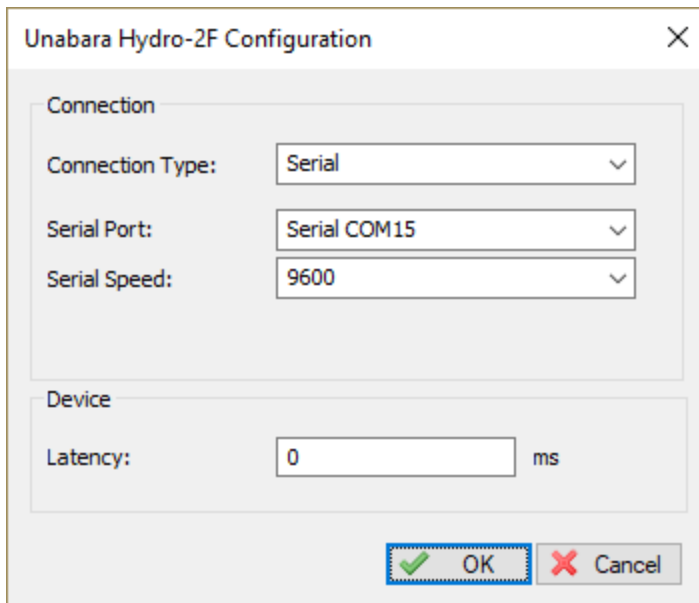 Unabara Hydro-2F Configuration
Connection
Connection Type: Serial
Serial Port: Serial COM15
Serial Speed: 9600
Device
Latency: 0 ms
OK Cancel